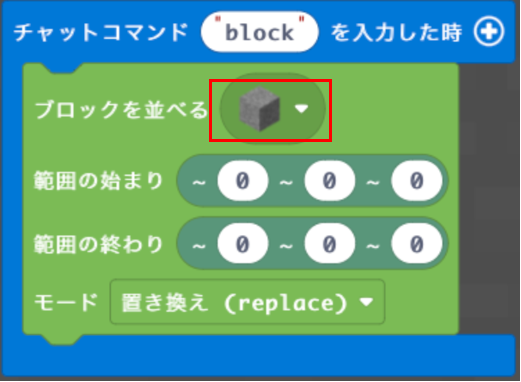 チャットコマンド "block" を入力した時
ブロックを並べる
範囲の始まり ~ 0 ~ 0 ~ 0
範囲の終わり ~ 0 ~ 0 ~ 0
モード 置き換え (replace)